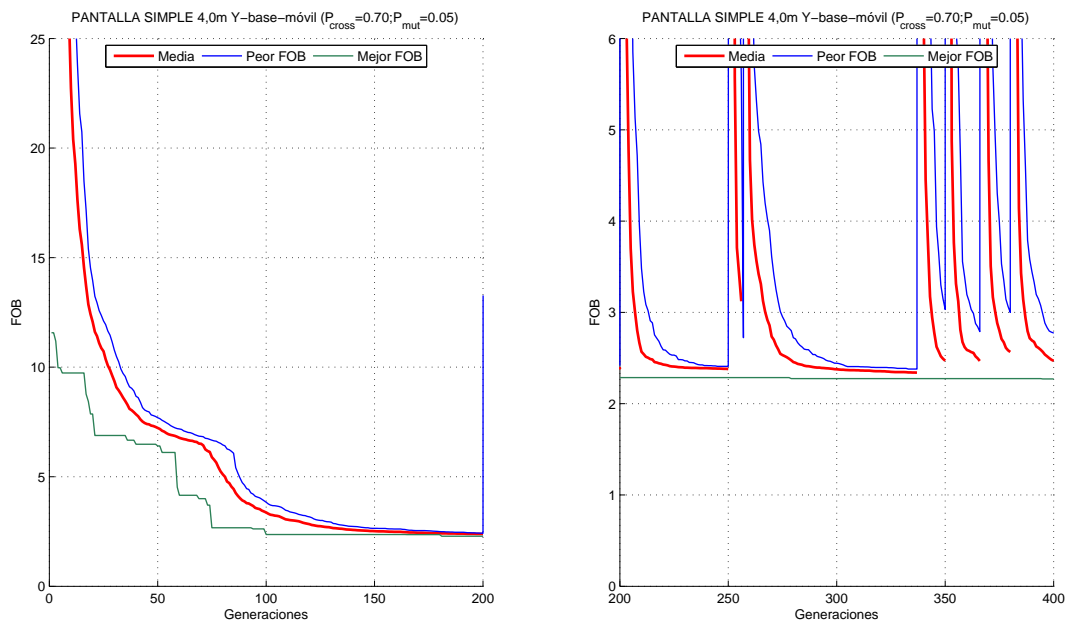 PANTALLA SIMPLE 4,0m Y-base-móvil (P_cross=0.70;P_mut=0.05)
Media Peor FOB Mejor FOB
25
20
15
10
5
0
FOB
0 50 100 150 200
Generaciones
PANTALLA SIMPLE 4,0m Y-base-móvil (P_cross=0.70;P_mut=0.05)
Media Peor FOB Mejor FOB
6
5
4
3
2
1
0
FOB
200 250 300 350 400
Generaciones